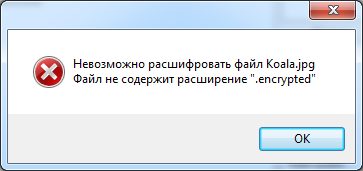 Невозможно расшифровать файл Koala.jpg
Файл не содержит расширение ".encrypted"
OK